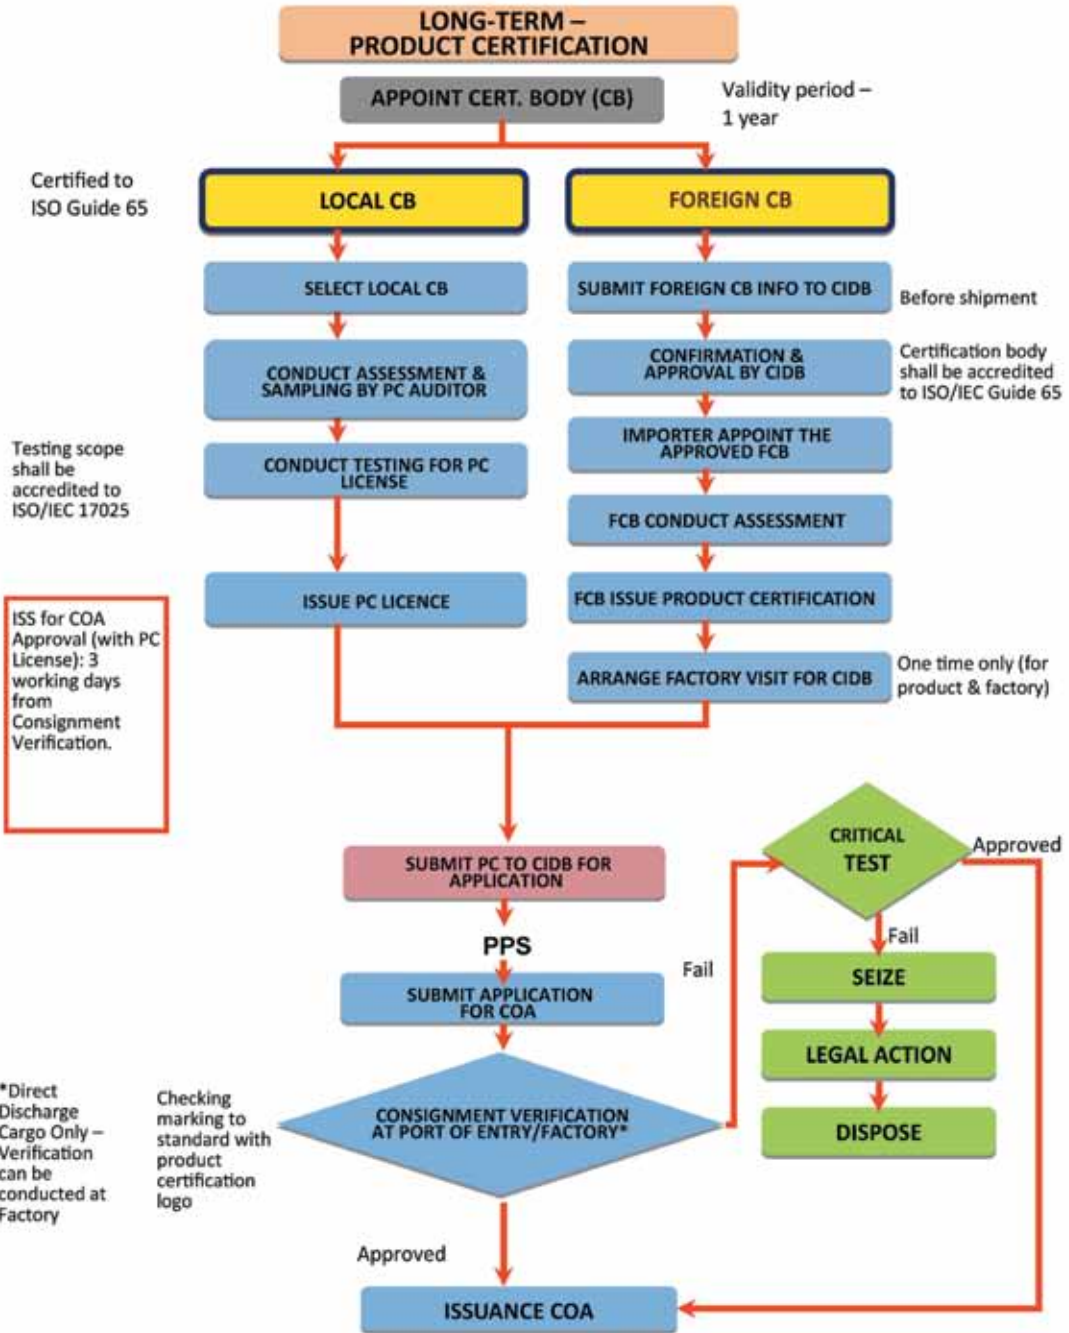 LONG-TERM –
PRODUCT CERTIFICATION
APPOINT CERT. BODY (CB)
Validity period –
1 year
Certified to
ISO Guide 65
LOCAL CB
FOREIGN CB
SELECT LOCAL CB
SUBMIT FOREIGN CB INFO TO CIDB
Before shipment
CONDUCT ASSESSMENT &
SAMPLING BY PC AUDITOR
CONFIRMATION &
APPROVAL BY CIDB
Certification body
shall be accredited
to ISO/IEC Guide 65
Testing scope
shall be
accredited to
ISO/IEC 17025
CONDUCT TESTING FOR PC
LICENSE
IMPORTER APPOINT THE
APPROVED FCB
FCB CONDUCT ASSESSMENT
ISSUE PC LICENCE
FCB ISSUE PRODUCT CERTIFICATION
ISS for COA
Approval (with PC
License): 3
working days
from
Consignment
Verification.
ARRANGE FACTORY VISIT FOR CIDB
One time only (for
product & factory)
SUBMIT PC TO CIDB FOR
APPLICATION
CRITICAL
TEST
Approved
PPS
Fail
Fail
SUBMIT APPLICATION
FOR COA
SEIZE
LEGAL ACTION
DISPOSE
*Direct
Discharge
Cargo Only –
Verification
can be
conducted at
Factory
Checking
marking to
standard with
product
certification
logo
CONSIGNMENT VERIFICATION
AT PORT OF ENTRY/FACTORY*
Approved
ISSUANCE COA